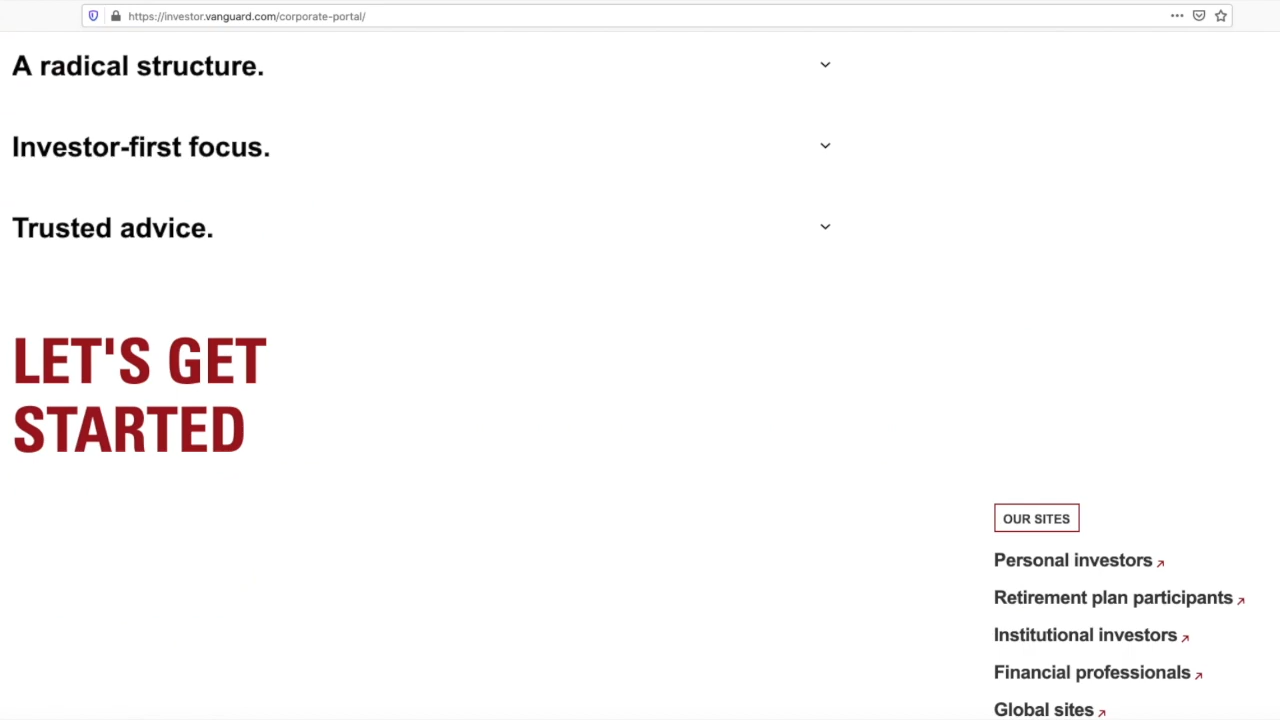 https://investor.vanguard.com/corporate-portal/
A radical structure.
Investor-first focus.
Trusted advice.
LET'S GET
STARTED
OUR SITES
Personal investors
Retirement plan participants
Institutional investors
Financial professionals
Global sites